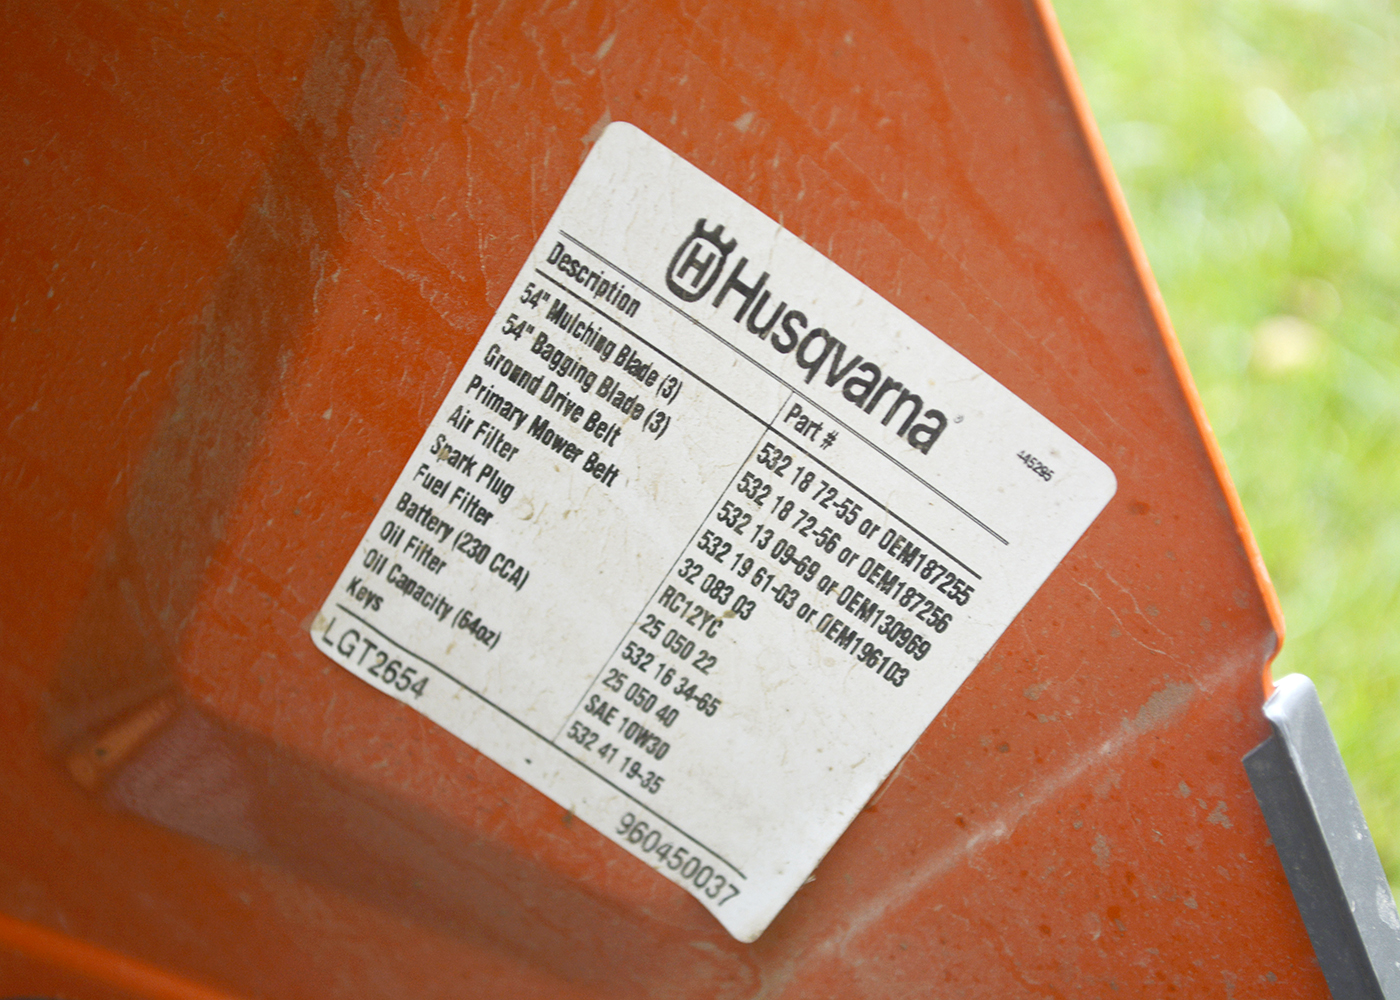 Husqvarna
445295
Description Part #
54" Mulching Blade (3) 532 18 72-55 or OEM187255
54" Bagging Blade (3) 532 18 72-56 or OEM187256
Ground Drive Belt 532 13 09-69 or OEM130969
Primary Mower Belt 532 19 61-03 or OEM196103
Air Filter 32 083 03
Spark Plug RC12YC
Fuel Filter 25 050 22
Battery (230 CCA) 532 16 34-65
Oil Filter 25 050 40
Oil Capacity (64oz) SAE 10W30
Keys 532 41 19-35
LGT2654 960450037